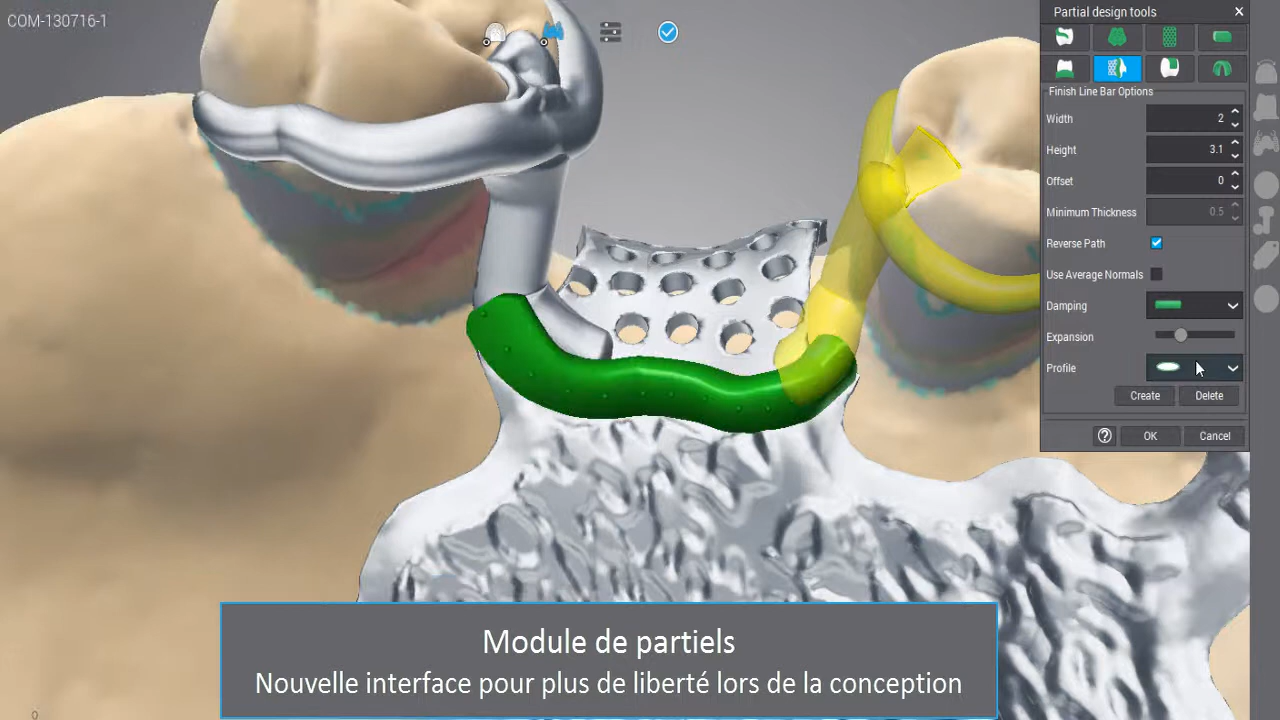 COM-130716-1
Partial design tools
Finish Line Bar Options
Width 2
Height 3.1
Offset 0
Minimum Thickness 0.5
Reverse Path
Use Average Normals
Damping
Expansion
Profile
Create Delete
OK Cancel
Module de partiels
Nouvelle interface pour plus de liberté lors de la conception
0